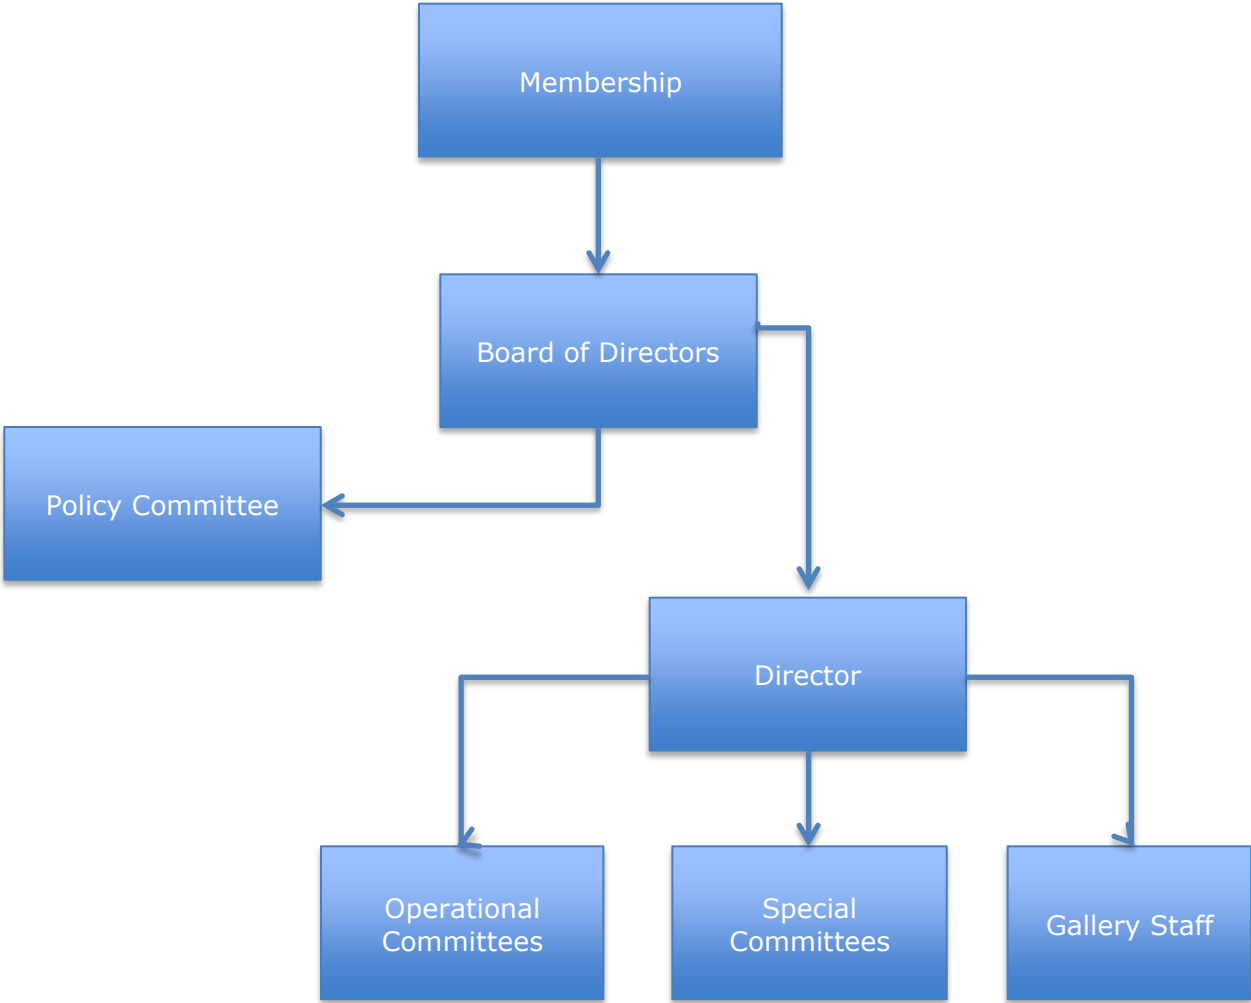 Membership
Board of Directors
Policy Committee
Director
Operational
Committees
Special
Committees
Gallery Staff